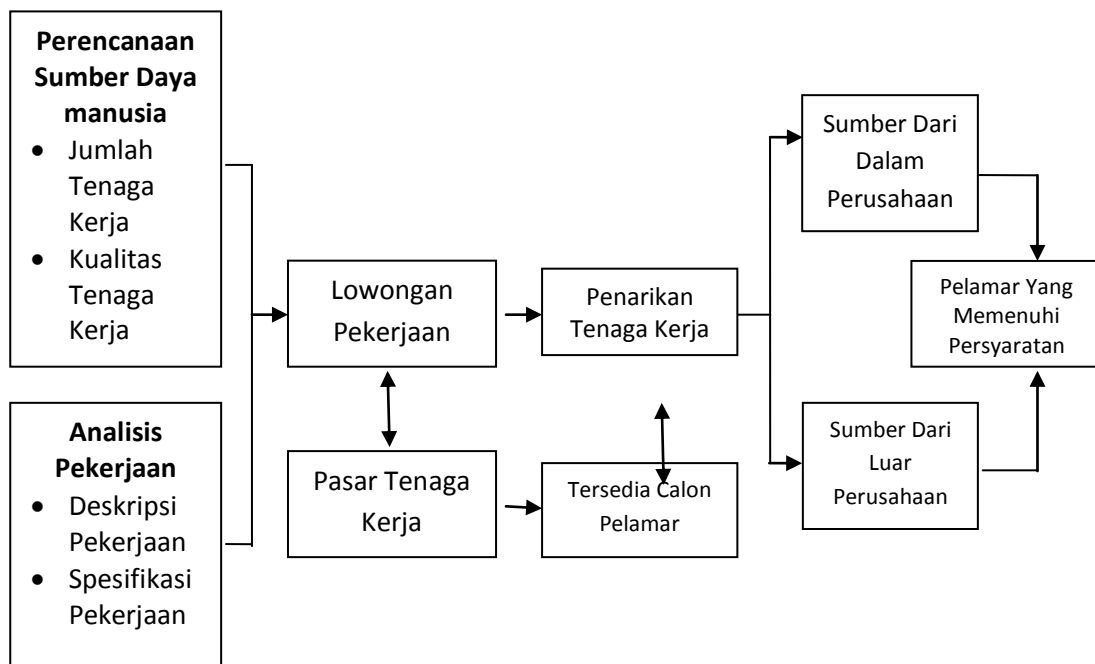 Perencanaan
Sumber Daya
manusia
• Jumlah
Tenaga
Kerja
• Kualitas
Tenaga
Kerja
Analisis
Pekerjaan
• Deskripsi
Pekerjaan
• Spesifikasi
Pekerjaan
Lowongan
Pekerjaan
Pasar Tenaga
Kerja
Penarikan
Tenaga Kerja
Tersedia Calon
Pelamar
Sumber Dari
Dalam
Perusahaan
Sumber Dari
Luar
Perusahaan
Pelamar Yang
Memenuhi
Persyaratan